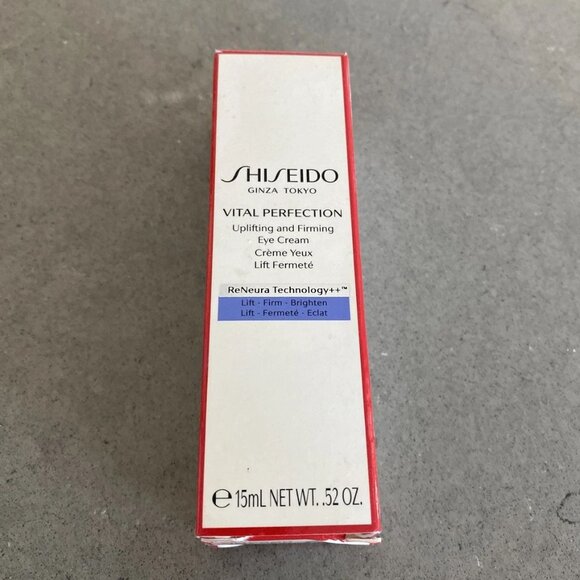 SHISEIDO
GINZA TOKYO
VITAL PERFECTION
Uplifting and Firming
Eye Cream
Crème Yeux
Lift Fermeté
ReNeura Technology++™
Lift · Firm · Brighten
Lift · Fermeté · Eclat
℮ 15mL NET WT. .52 OZ.